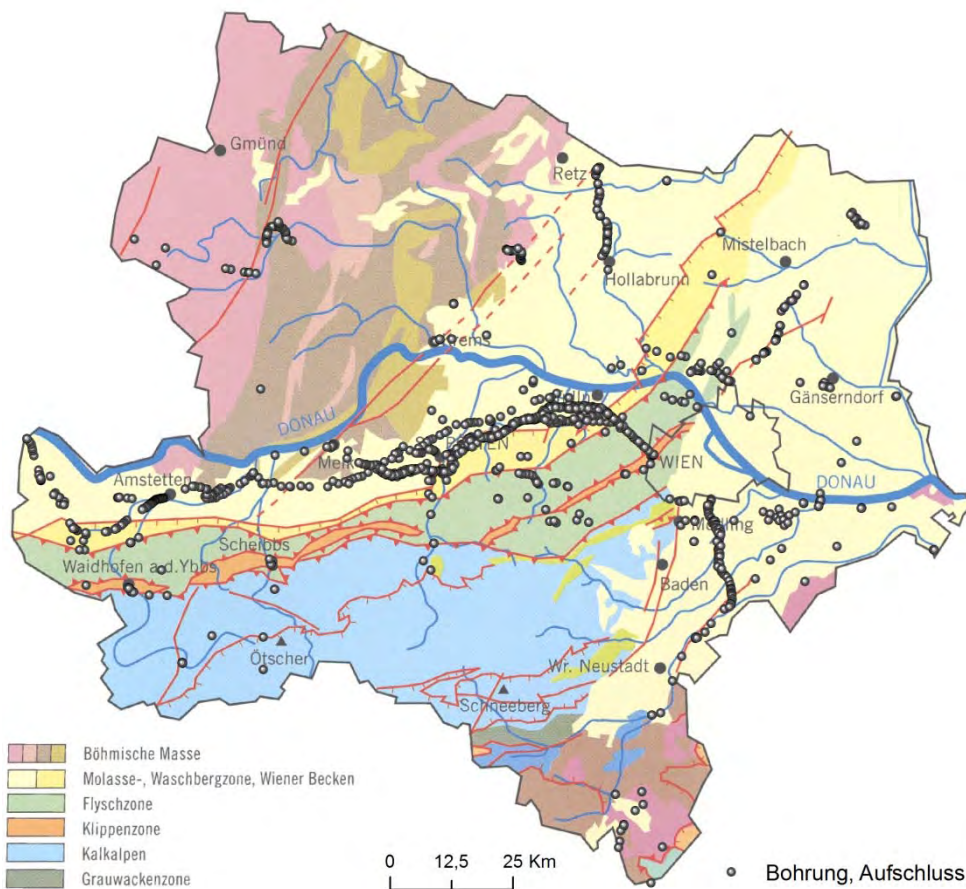 Gmünd
Retz
Mistelbach
Hollabrunn
Krems
Gänserndorf
DONAU
Melk
WIEN
Amstetten
DONAU
Mödling
Scheibbs
Waidhofen a.d.Ybbs
Baden
Ötscher
Wr. Neustadt
Schneeberg
Böhmische Masse
Molasse-, Waschbergzone, Wiener Becken
Flyschzone
Klippenzone
Kalkalpen
Grauwackenzone
0 12,5 25 Km
Bohrung, Aufschluss